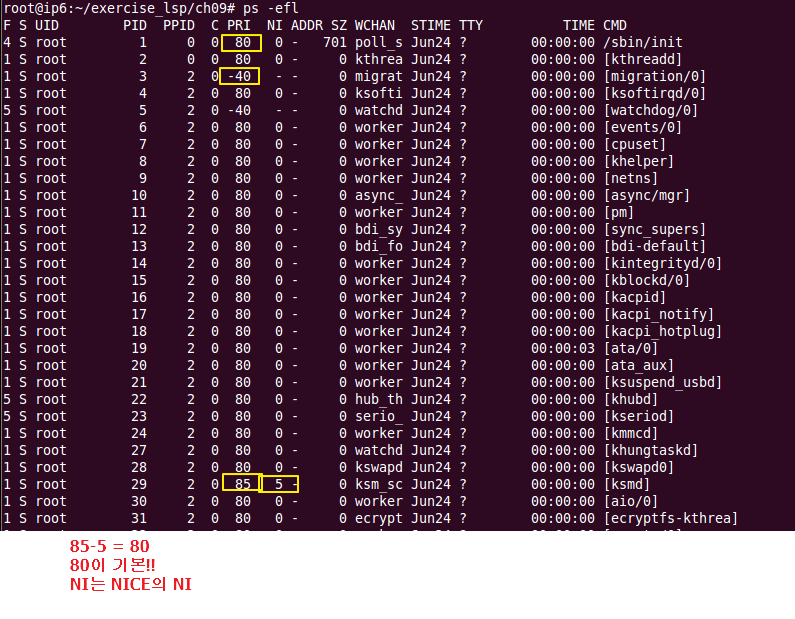 root@ip6:~/exercise_lsp/ch09# ps -efl
F S UID        PID  PPID  C PRI  NI ADDR SZ WCHAN  STIME TTY          TIME CMD
4 S root         1     0  0  80   0 -   701 poll_s Jun24 ?        00:00:00 /sbin/init
1 S root         2     0  0  80   0 -     0 kthrea Jun24 ?        00:00:00 [kthreadd]
1 S root         3     2  0 -40   - -     0 migrat Jun24 ?        00:00:00 [migration/0]
1 S root         4     2  0  80   0 -     0 ksofti Jun24 ?        00:00:00 [ksoftirqd/0]
5 S root         5     2  0 -40   - -     0 watchd Jun24 ?        00:00:00 [watchdog/0]
1 S root         6     2  0  80   0 -     0 worker Jun24 ?        00:00:00 [events/0]
1 S root         7     2  0  80   0 -     0 worker Jun24 ?        00:00:00 [cpuset]
1 S root         8     2  0  80   0 -     0 worker Jun24 ?        00:00:00 [khelper]
1 S root         9     2  0  80   0 -     0 worker Jun24 ?        00:00:00 [netns]
1 S root        10     2  0  80   0 -     0 async_ Jun24 ?        00:00:00 [async/mgr]
1 S root        11     2  0  80   0 -     0 worker Jun24 ?        00:00:00 [pm]
1 S root        12     2  0  80   0 -     0 bdi_sy Jun24 ?        00:00:00 [sync_supers]
1 S root        13     2  0  80   0 -     0 bdi_fo Jun24 ?        00:00:00 [bdi-default]
1 S root        14     2  0  80   0 -     0 worker Jun24 ?        00:00:00 [kintegrityd/0]
1 S root        15     2  0  80   0 -     0 worker Jun24 ?        00:00:00 [kblockd/0]
1 S root        16     2  0  80   0 -     0 worker Jun24 ?        00:00:00 [kacpid]
1 S root        17     2  0  80   0 -     0 worker Jun24 ?        00:00:00 [kacpi_notify]
1 S root        18     2  0  80   0 -     0 worker Jun24 ?        00:00:00 [kacpi_hotplug]
1 S root        19     2  0  80   0 -     0 worker Jun24 ?        00:00:03 [ata/0]
1 S root        20     2  0  80   0 -     0 worker Jun24 ?        00:00:00 [ata_aux]
1 S root        21     2  0  80   0 -     0 worker Jun24 ?        00:00:00 [ksuspend_usbd]
5 S root        22     2  0  80   0 -     0 hub_th Jun24 ?        00:00:00 [khubd]
5 S root        23     2  0  80   0 -     0 serio_ Jun24 ?        00:00:00 [kseriod]
1 S root        24     2  0  80   0 -     0 worker Jun24 ?        00:00:00 [kmmcd]
1 S root        27     2  0  80   0 -     0 watchd Jun24 ?        00:00:00 [khungtaskd]
1 S root        28     2  0  80   0 -     0 kswapd Jun24 ?        00:00:00 [kswapd0]
1 S root        29     2  0  85   5 -     0 ksm_sc Jun24 ?        00:00:00 [ksmd]
1 S root        30     2  0  80   0 -     0 worker Jun24 ?        00:00:00 [aio/0]
1 S root        31     2  0  80   0 -     0 ecrypt Jun24 ?        00:00:00 [ecryptfs-kthrea]
85-5 = 80
80이 기본!!
NI는 NICE의 NI